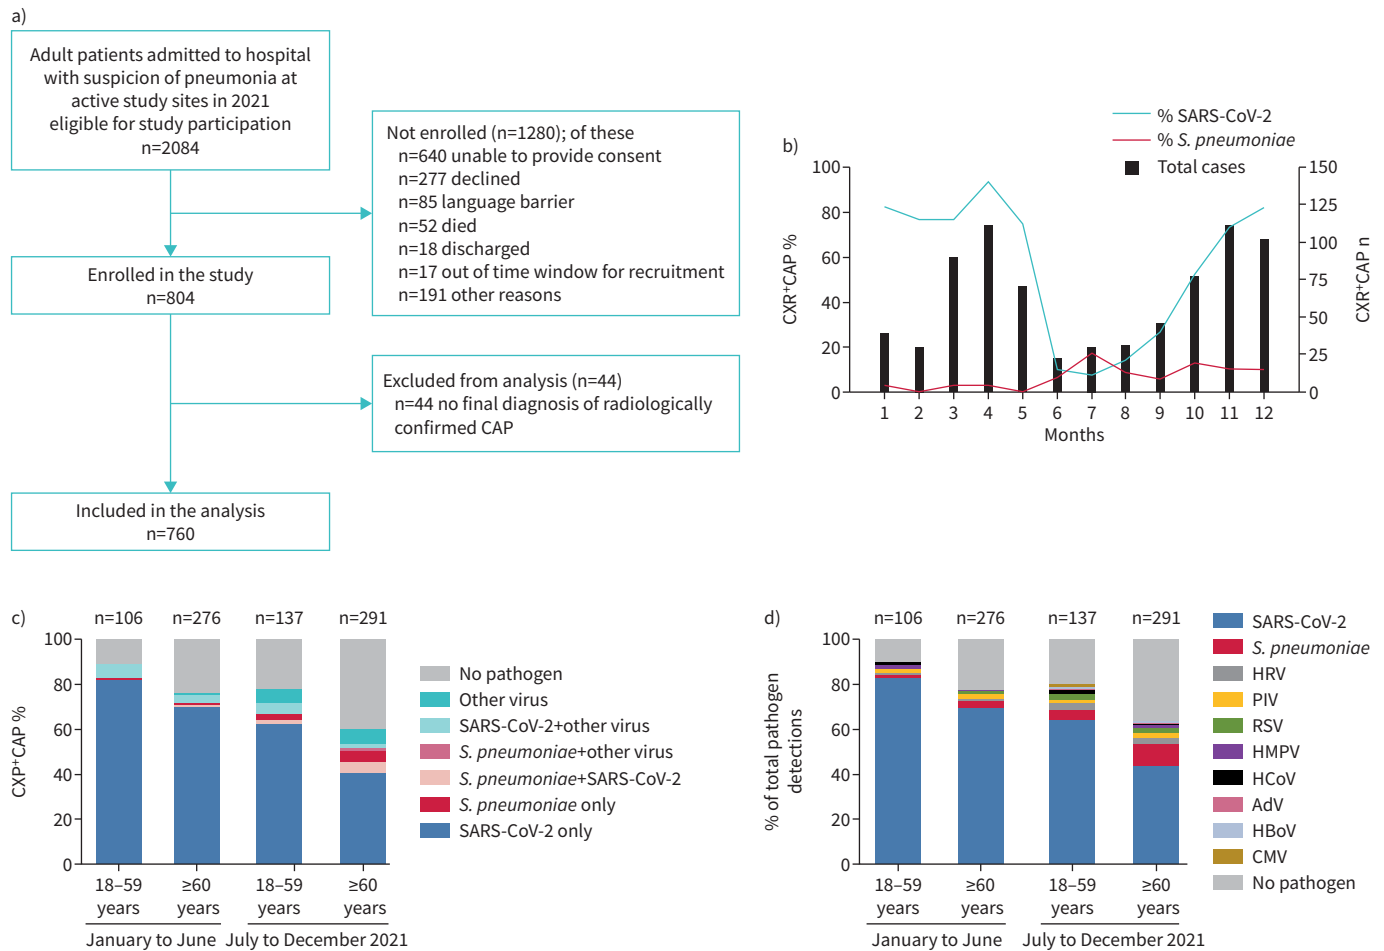 a)
Adult patients admitted to hospital
with suspicion of pneumonia at
active study sites in 2021
eligible for study participation
n=2084
Not enrolled (n=1280); of these
n=640 unable to provide consent
n=277 declined
n=85 language barrier
n=52 died
n=18 discharged
n=17 out of time window for recruitment
n=191 other reasons
Enrolled in the study
n=804
Excluded from analysis (n=44)
n=44 no final diagnosis of radiologically
confirmed CAP
Included in the analysis
n=760
b)
% SARS-CoV-2
% S. pneumoniae
Total cases
CXR+CAP %
100
80
60
40
20
0
CXR+CAP n
150
125
100
75
50
25
0
1 2 3 4 5 6 7 8 9 10 11 12
Months
c)
n=106 n=276 n=137 n=291
CXP+CAP %
100
80
60
40
20
0
18–59 ≥60 18–59 ≥60
years years years years
January to June July to December 2021
No pathogen
Other virus
SARS-CoV-2+other virus
S. pneumoniae+other virus
S. pneumoniae+SARS-CoV-2
S. pneumoniae only
SARS-CoV-2 only
d)
n=106 n=276 n=137 n=291
% of total pathogen
detections
100
80
60
40
20
0
18–59 ≥60 18–59 ≥60
years years years years
January to June July to December 2021
SARS-CoV-2
S. pneumoniae
HRV
PIV
RSV
HMPV
HCoV
AdV
HBoV
CMV
No pathogen